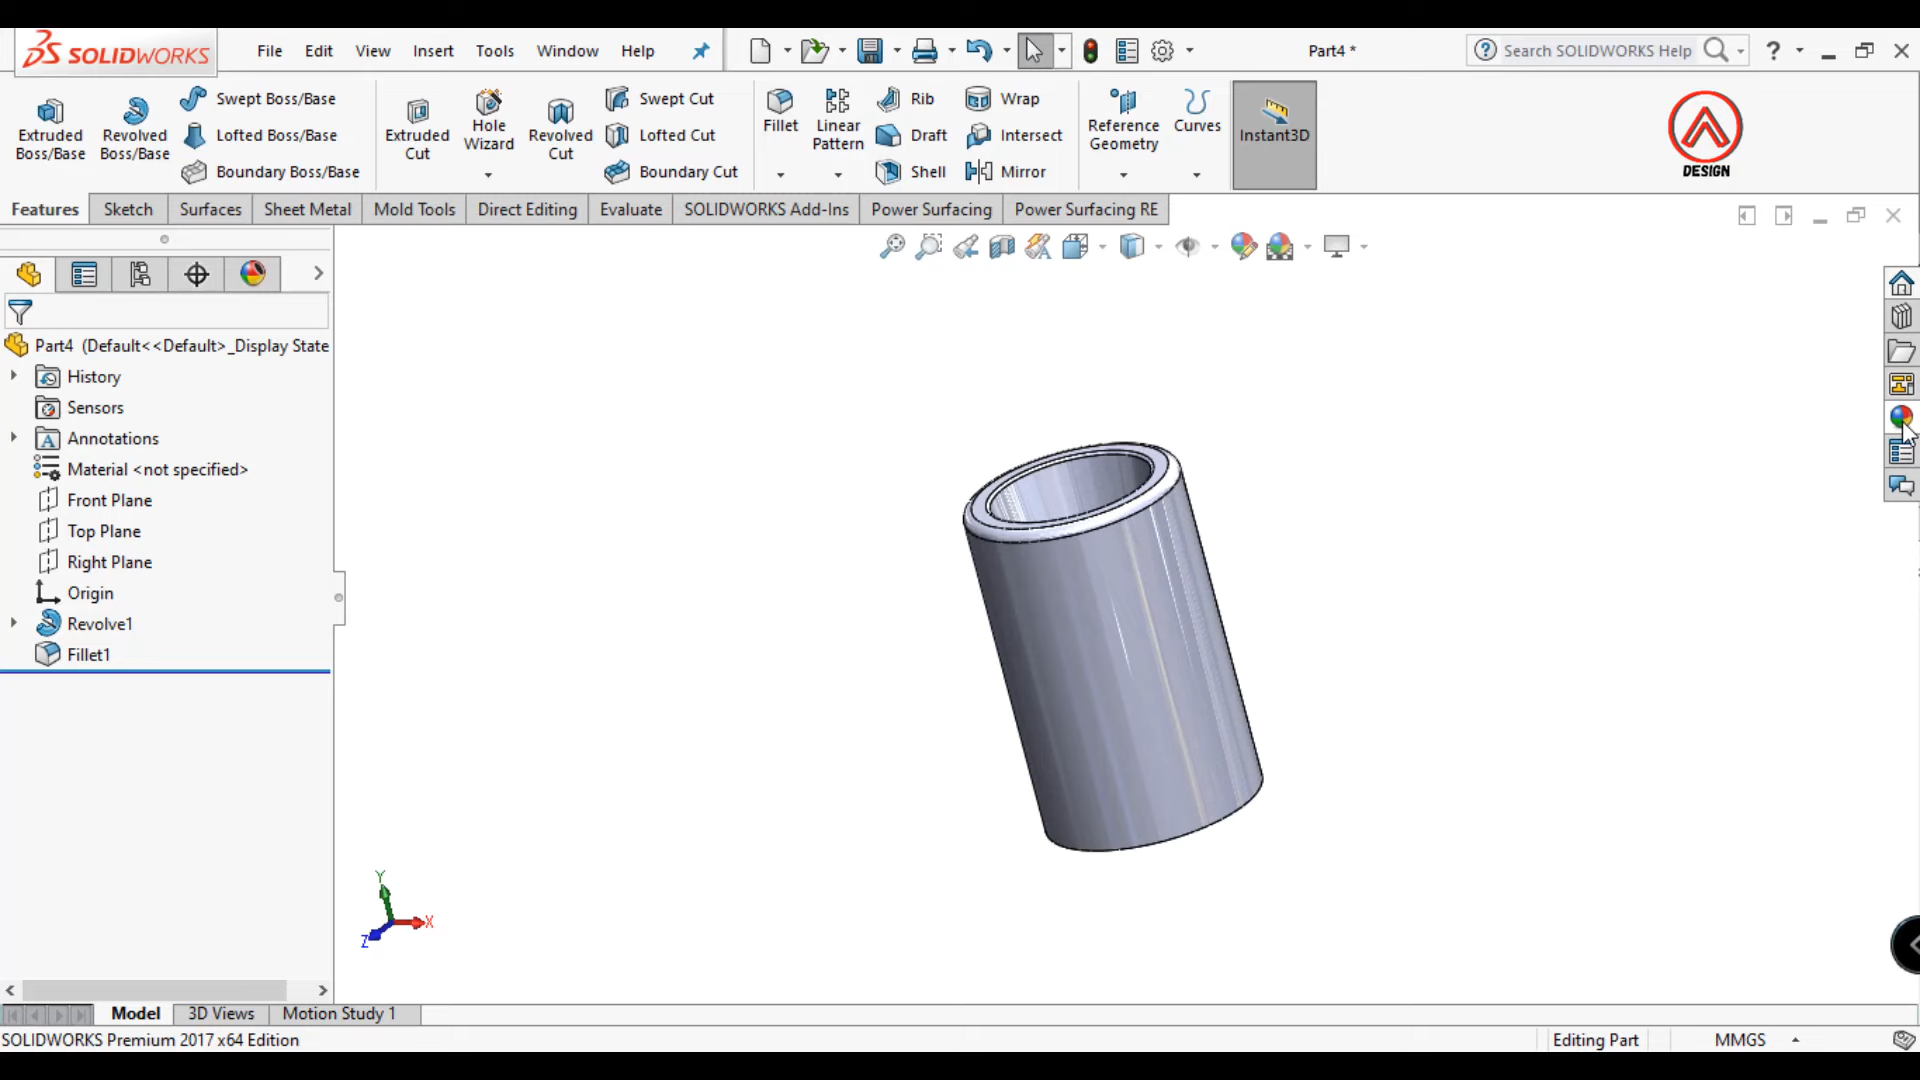 SOLIDWORKS File Edit View Insert Tools Window Help Part4 * Search SOLIDWORKS Help ?
Extruded Boss/Base
Revolved Boss/Base
Swept Boss/Base
Lofted Boss/Base
Boundary Boss/Base
Extruded Cut
Hole Wizard
Revolved Cut
Swept Cut
Lofted Cut
Boundary Cut
Fillet
Linear Pattern
Rib
Draft
Shell
Wrap
Intersect
Mirror
Reference Geometry
Curves
Instant3D
DESIGN
Features Sketch Surfaces Sheet Metal Mold Tools Direct Editing Evaluate SOLIDWORKS Add-Ins Power Surfacing Power Surfacing RE
Part4 (Default<<Default>_Display State
History
Sensors
Annotations
Material <not specified>
Front Plane
Top Plane
Right Plane
Origin
Revolve1
Fillet1
Y
X
Z
Model 3D Views Motion Study 1
SOLIDWORKS Premium 2017 x64 Edition Editing Part MMGS